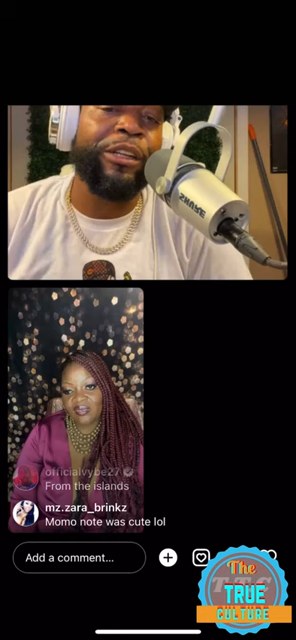 SHURE
officialvybe27
From the islands
mz.zara_brinkz
Momo note was cute lol
Add a comment...
The
TRUE
CULTURE